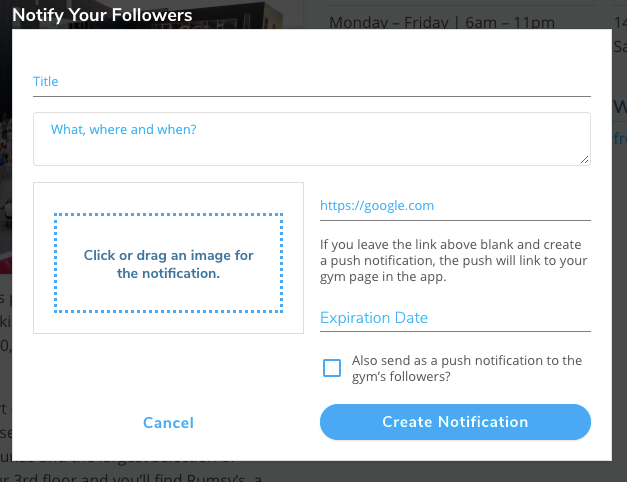 Notify Your Followers
Monday – Friday | 6am – 11pm
14
Sa
W
fr
Title
What, where and when?
Click or drag an image for
the notification.
https://google.com
If you leave the link above blank and create
a push notification, the push will link to your
gym page in the app.
Expiration Date
Also send as a push notification to the
gym's followers?
Cancel
Create Notification
r 3rd floor and you'll find Rumsy's, a